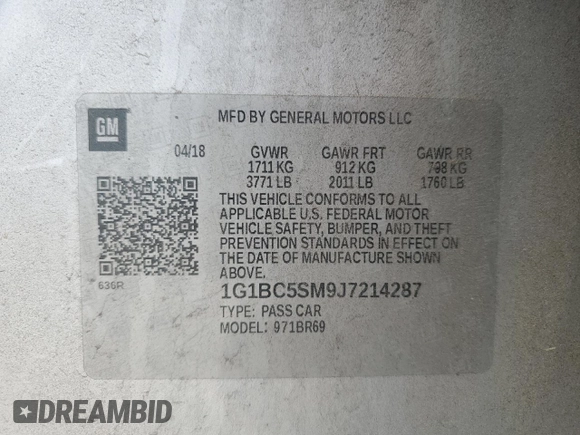 GM
MFD BY GENERAL MOTORS LLC
04/18 GVWR GAWR FRT GAWR RR
1711 KG 912 KG 798 KG
3771 LB 2011 LB 1760 LB
THIS VEHICLE CONFORMS TO ALL
APPLICABLE U.S. FEDERAL MOTOR
VEHICLE SAFETY, BUMPER, AND THEFT
PREVENTION STANDARDS IN EFFECT ON
THE DATE OF MANUFACTURE SHOWN
ABOVE.
636R
1G1BC5SM9J7214287
TYPE: PASS CAR
MODEL: 971BR69
DREAMBID